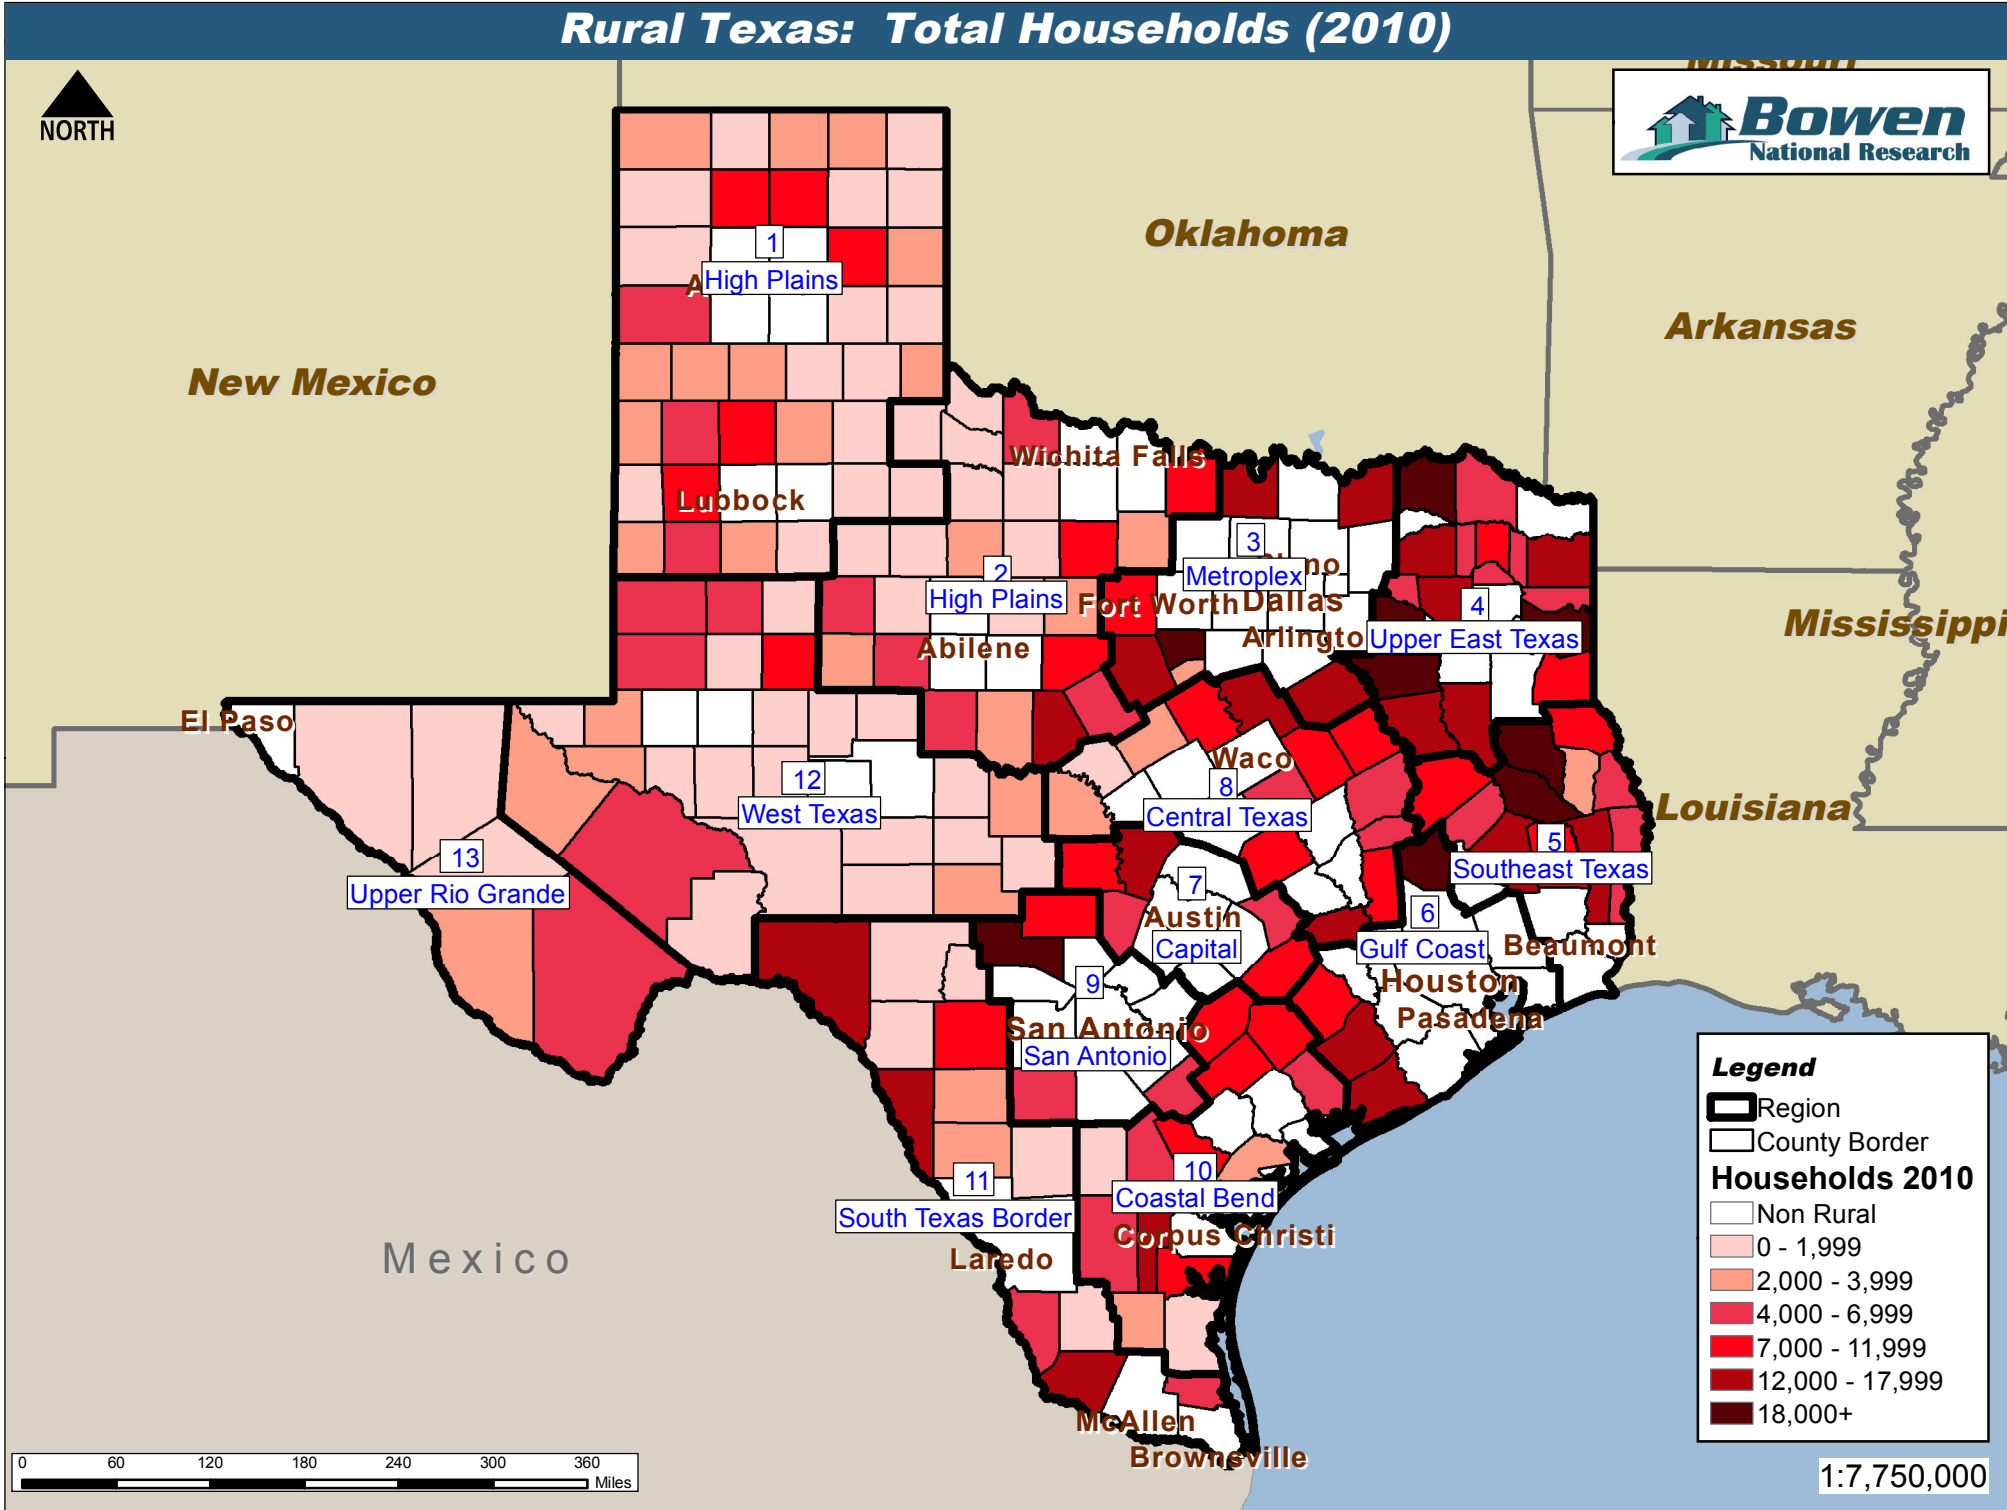 Rural Texas: Total Households (2010)
Missouri
NORTH
Bowen
National Research
Oklahoma
Arkansas
New Mexico
Mississippi
Louisiana
Mexico
1
High Plains
Lubbock
Wichita Falls
2
High Plains
Abilene
3
Metroplex
Fort Worth
Dallas
4
Upper East Texas
El Paso
Waco
12
West Texas
8
Central Texas
13
Upper Rio Grande
5
Southeast Texas
7
Austin
Capital
6
Gulf Coast
Beaumont
Houston
Pasadena
9
San Antonio
San Antonio
11
South Texas Border
Laredo
10
Coastal Bend
Corpus Christi
McAllen
Brownsville
Legend
Region
County Border
Households 2010
Non Rural
0 - 1,999
2,000 - 3,999
4,000 - 6,999
7,000 - 11,999
12,000 - 17,999
18,000+
0 60 120 180 240 300 360
Miles
1:7,750,000